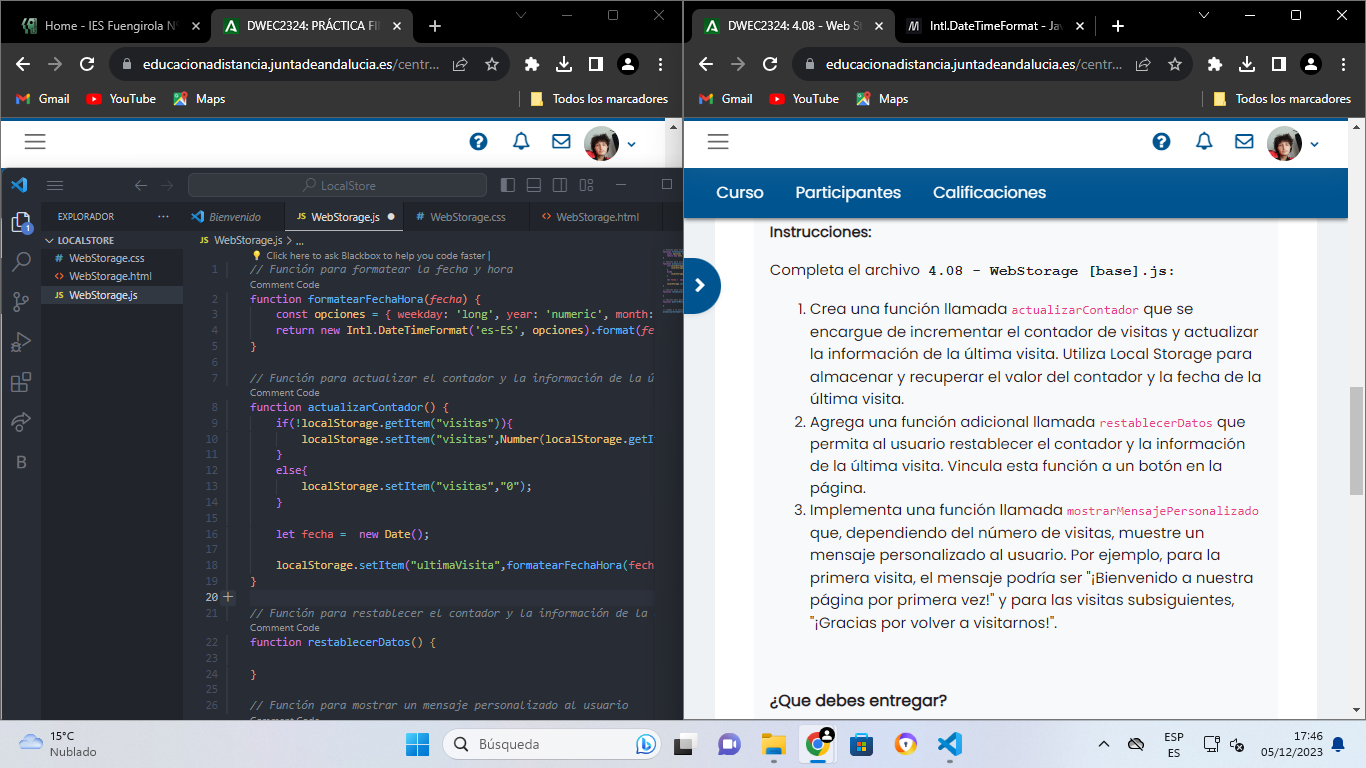 Home - IES Fuengirola Nº
DWEC2324: PRÁCTICA FI
educacionadistancia.juntadeandalucia.es/centr...
Gmail
YouTube
Maps
Todos los marcadores
LocalStore
EXPLORADOR
LOCALSTORE
WebStorage.css
WebStorage.html
WebStorage.js
Bienvenido
WebStorage.js
WebStorage.css
WebStorage.html
WebStorage.js > ...
Click here to ask Blackbox to help you code faster |
1 // Función para formatear la fecha y hora
Comment Code
2 function formatearFechaHora(fecha) {
3 const opciones = { weekday: 'long', year: 'numeric', month:
4 return new Intl.DateTimeFormat('es-ES', opciones).format(fe
5 }
6
7 // Función para actualizar el contador y la información de la ú
Comment Code
8 function actualizarContador() {
9 if(!localStorage.getItem("visitas")){
10 localStorage.setItem("visitas",Number(localStorage.getI
11 }
12 else{
13 localStorage.setItem("visitas","0");
14 }
15
16 let fecha =  new Date();
17
18 localStorage.setItem("ultimaVisita",formatearFechaHora(fech
19 }
20
21 // Función para restablecer el contador y la información de la
Comment Code
22 function restablecerDatos() {
23
24 }
25
26 // Función para mostrar un mensaje personalizado al usuario
Comment Code
DWEC2324: 4.08 - Web S
Intl.DateTimeFormat - Ja
educacionadistancia.juntadeandalucia.es/centr...
Gmail
YouTube
Maps
Todos los marcadores
Curso
Participantes
Calificaciones
Instrucciones:
Completa el archivo 4.08 - WebStorage [base].js:
1. Crea una función llamada actualizarContador que se
encargue de incrementar el contador de visitas y actualizar
la información de la última visita. Utiliza Local Storage para
almacenar y recuperar el valor del contador y la fecha de la
última visita.
2. Agrega una función adicional llamada restablecerDatos que
permita al usuario restablecer el contador y la información
de la última visita. Vincula esta función a un botón en la
página.
3. Implementa una función llamada mostrarMensajePersonalizado
que, dependiendo del número de visitas, muestre un
mensaje personalizado al usuario. Por ejemplo, para la
primera visita, el mensaje podría ser "¡Bienvenido a nuestra
página por primera vez!" y para las visitas subsiguientes,
"¡Gracias por volver a visitarnos!".
¿Que debes entregar?
15°C
Nublado
Búsqueda
ESP
ES
17:46
05/12/2023